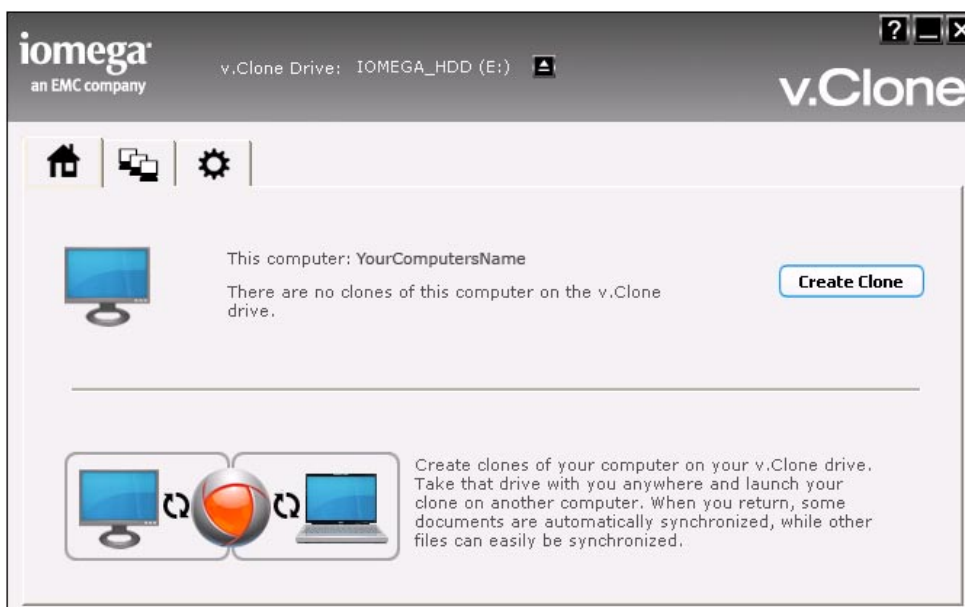 iomega
an EMC company
v.Clone Drive: IOMEGA_HDD (E:)
?
v.Clone
This computer: YourComputersName
There are no clones of this computer on the v.Clone
drive.
Create Clone
Create clones of your computer on your v.Clone drive.
Take that drive with you anywhere and launch your
clone on another computer. When you return, some
documents are automatically synchronized, while other
files can easily be synchronized.